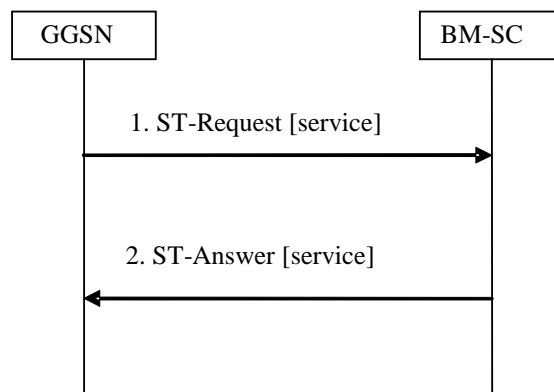 GGSN
BM-SC
1. ST-Request [service]
2. ST-Answer [service]